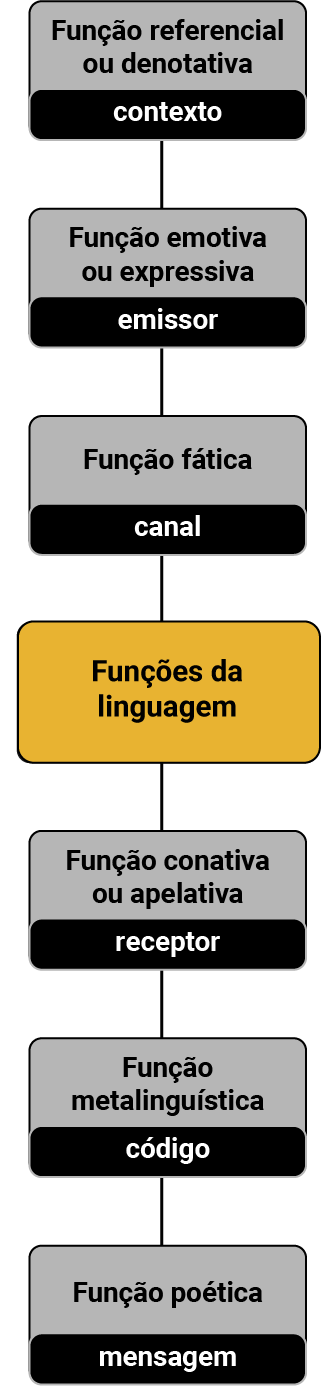 Função referencial
ou denotativa
contexto
Função emotiva
ou expressiva
emissor
Função fática
canal
Funções da
linguagem
Função conativa
ou apelativa
receptor
Função
metalinguística
código
Função poética
mensagem